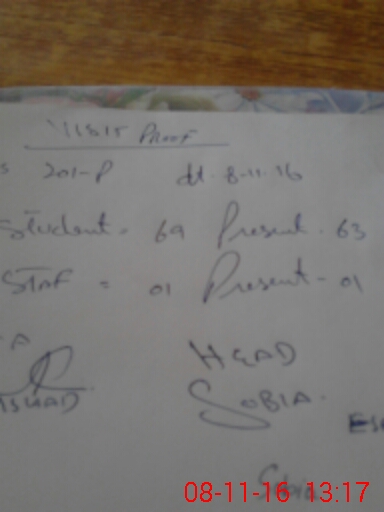 Visit Proof
201-P dt. 8-11-16
Student = 69 Present. 63
Staf = 01 Present - 01
A HEAD
SOBIA.
Sobia
08-11-16 13:17